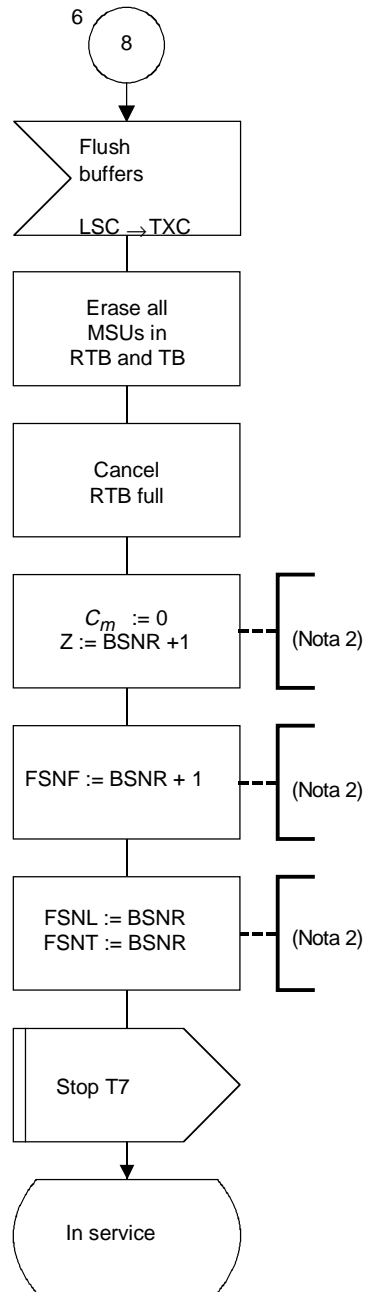 6
8
Flush
buffers
LSC → TXC
Erase all
MSUs in
RTB and TB
Cancel
RTB full
Cm := 0
Z := BSNR +1
(Nota 2)
FSNF := BSNR + 1
(Nota 2)
FSNL := BSNR
FSNT := BSNR
(Nota 2)
Stop T7
In service